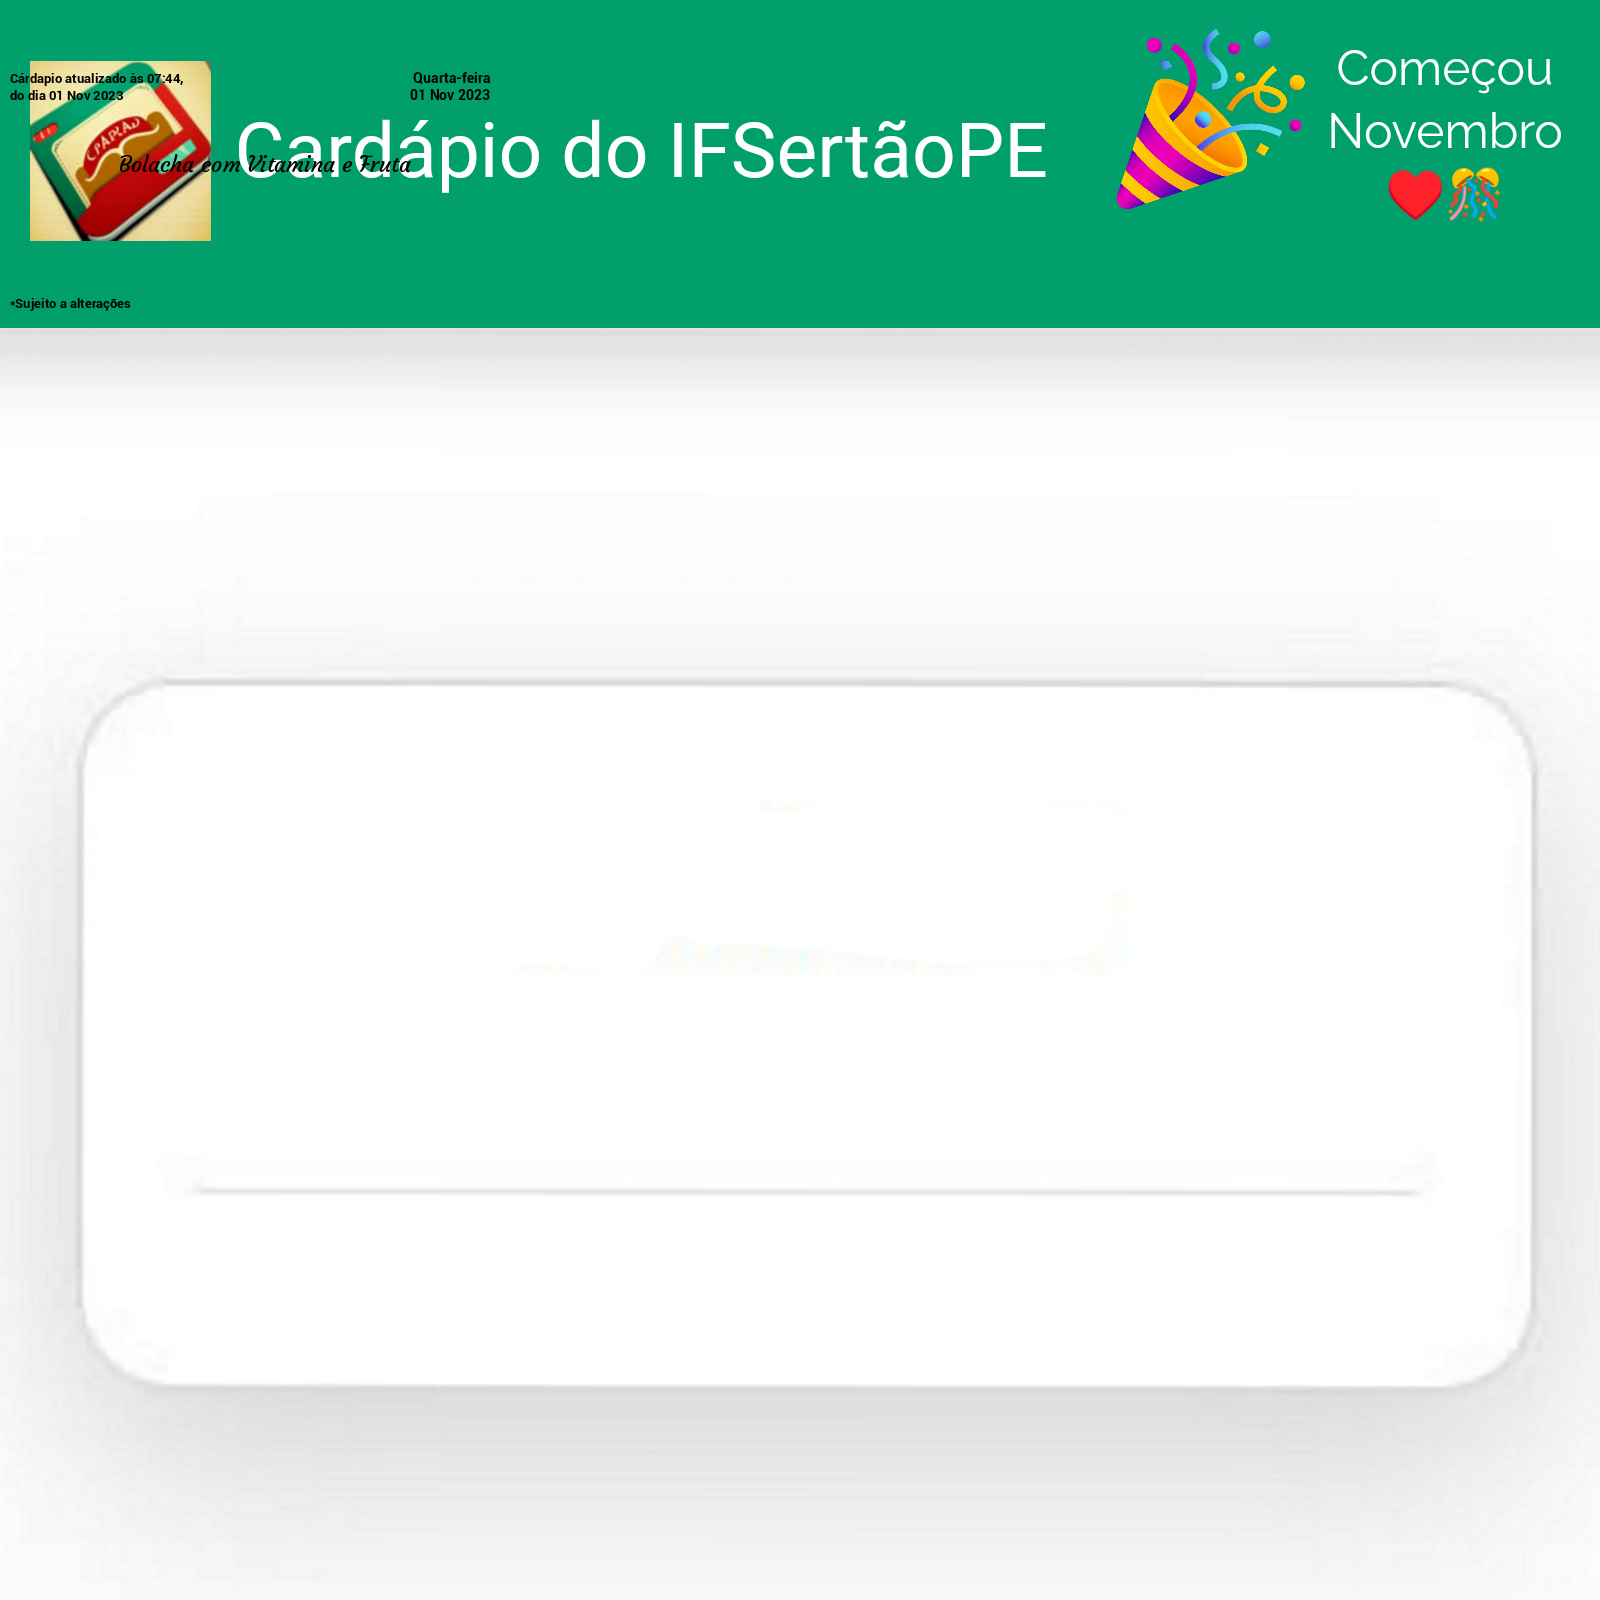 Cárdapio atualizado às 07:44,
do dia 01 Nov 2023
Quarta-feira
01 Nov 2023
Cardápio do IFSertãoPE
Bolacha com Vitamina e Fruta
CPAPÇAO
Começou
Novembro
❤️🎊
*Sujeito a alterações